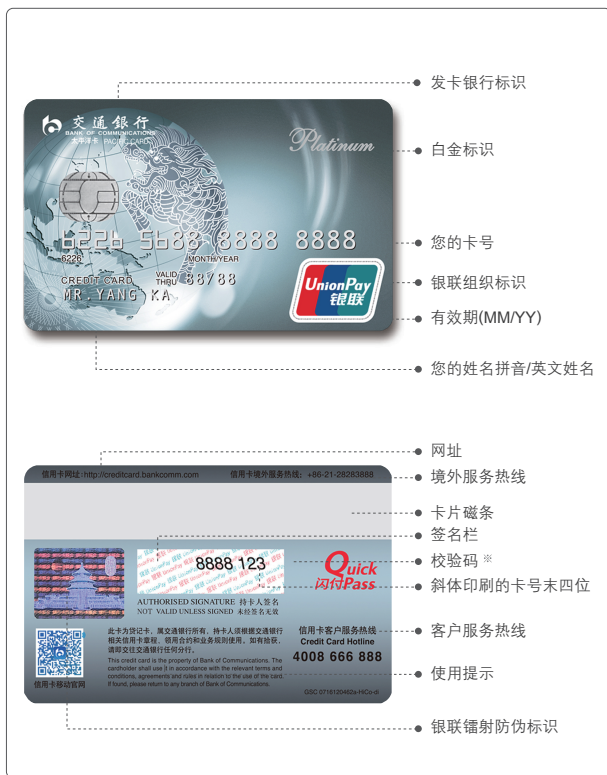 发卡银行标识
交通银行
BANK OF COMMUNICATIONS
太平洋卡 PACIFIC CARD
Platinum
白金标识
6226 5688 8888 8888
您的卡号
6226
MONTH/YEAR
CREDIT CARD
VALID THRU 88/88
MR.YANG KA
UnionPay
银联
银联组织标识
有效期(MM/YY)
您的姓名拼音/英文姓名
网址
信用卡网址:http://creditcard.bankcomm.com
信用卡境外服务热线: +86-21-28283888
境外服务热线
卡片磁条
签名栏
8888 123
校验码 ※
Quick
闪付Pass
斜体印刷的卡号末四位
AUTHORISED SIGNATURE 持卡人签名
NOT VALID UNLESS SIGNED 未经签名无效
此卡为贷记卡，属交通银行所有，持卡人须根据交通银行
相关信用卡章程、领用合约和业务规则使用。如有拾获，
请即交往交通银行任何分行。
This credit card is the property of Bank of Communications. The
cardholder shall use it in accordance with the relevant terms and
conditions, agreements and rules in relation to the use of the card.
If found, please return to any branch of Bank of Communications.
信用卡客户服务热线
Credit Card Hotline
4008 666 888
客户服务热线
使用提示
信用卡移动官网
GSC 0716120462a-HiCo-di
银联镭射防伪标识